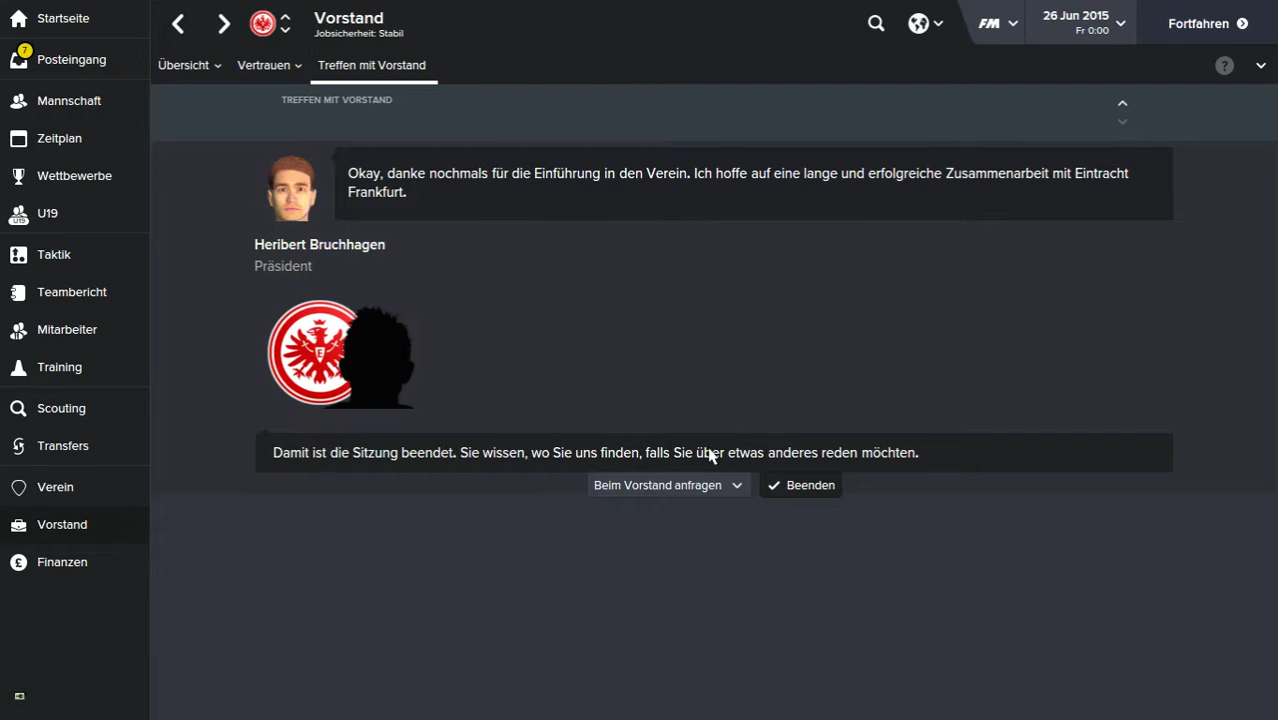 Startseite
7
Posteingang
Mannschaft
Zeitplan
Wettbewerbe
U19
U19
Taktik
Teambericht
Mitarbeiter
Training
Scouting
Transfers
Verein
Vorstand
£
Finanzen
Vorstand
Jobsicherheit: Stabil
FM
26 Jun 2015
Fr 0:00
Fortfahren
Übersicht
Vertrauen
Treffen mit Vorstand
?
TREFFEN MIT VORSTAND
Okay, danke nochmals für die Einführung in den Verein. Ich hoffe auf eine lange und erfolgreiche Zusammenarbeit mit Eintracht
Frankfurt.
Heribert Bruchhagen
Präsident
E
Damit ist die Sitzung beendet. Sie wissen, wo Sie uns finden, falls Sie über etwas anderes reden möchten.
Beim Vorstand anfragen
Beenden